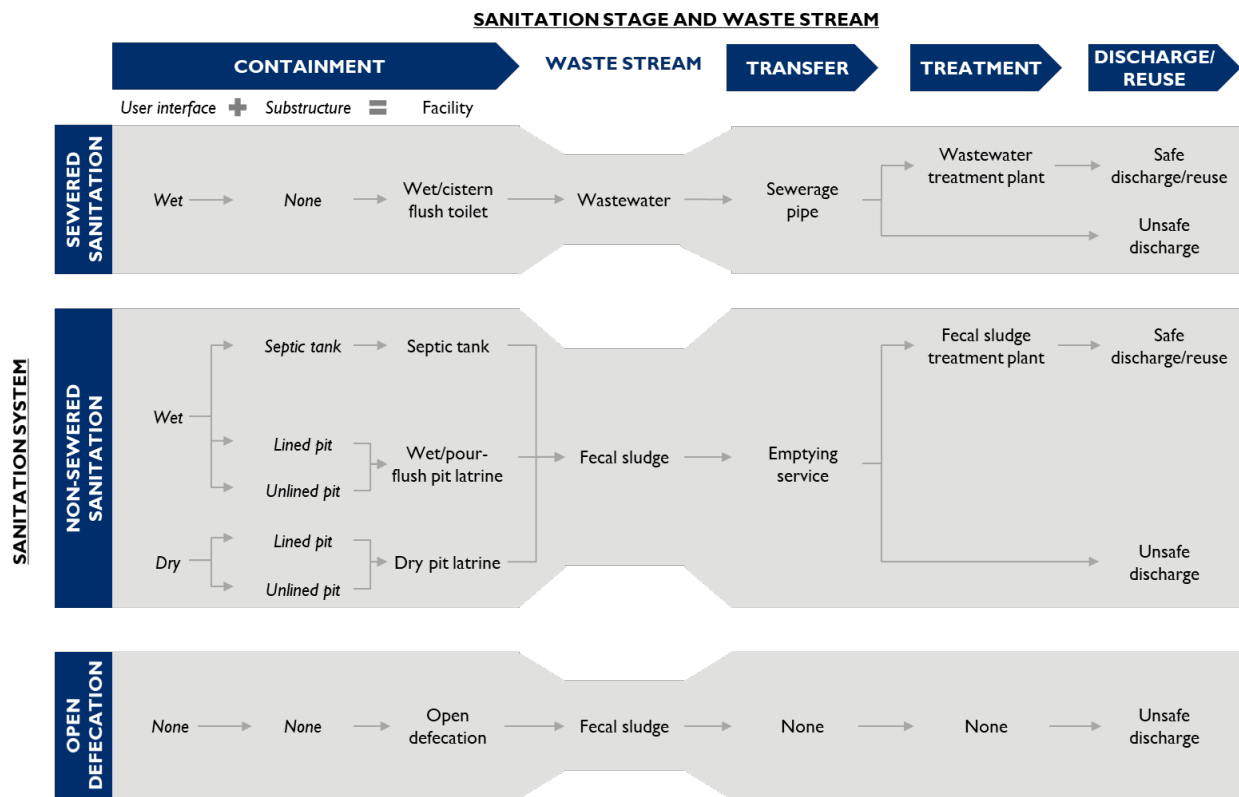 SANITATION STAGE AND WASTE STREAM
CONTAINMENT
WASTE STREAM
TRANSFER
TREATMENT
DISCHARGE/
REUSE
User interface + Substructure = Facility
SANITATION SYSTEM
SEWERED
SANITATION
Wet
None
Wet/cistern
flush toilet
Wastewater
Sewerage
pipe
Wastewater
treatment plant
Safe
discharge/reuse
Unsafe
discharge
NON-SEWERED
SANITATION
Wet
Septic tank
Septic tank
Lined pit
Unlined pit
Wet/pour-
flush pit latrine
Dry
Lined pit
Unlined pit
Dry pit latrine
Fecal sludge
Emptying
service
Fecal sludge
treatment plant
Safe
discharge/reuse
Unsafe
discharge
OPEN
DEFECATION
None
None
Open
defecation
Fecal sludge
None
None
Unsafe
discharge